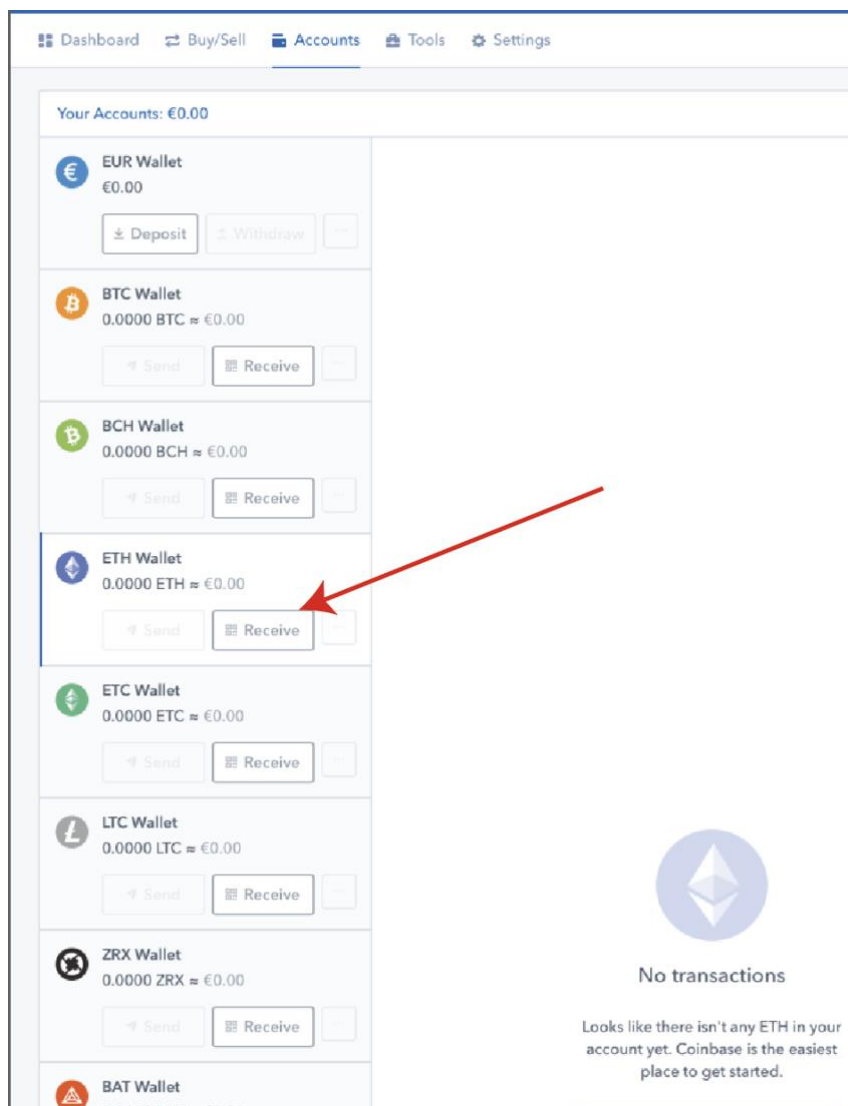 Dashboard Buy/Sell Accounts Tools Settings
Your Accounts: €0.00
EUR Wallet
€0.00
Deposit Withdraw
BTC Wallet
0.0000 BTC ≈ €0.00
Send Receive
BCH Wallet
0.0000 BCH ≈ €0.00
Send Receive
ETH Wallet
0.0000 ETH ≈ €0.00
Send Receive
ETC Wallet
0.0000 ETC ≈ €0.00
Send Receive
LTC Wallet
0.0000 LTC ≈ €0.00
Send Receive
ZRX Wallet
0.0000 ZRX ≈ €0.00
Send Receive
BAT Wallet
No transactions
Looks like there isn't any ETH in your
account yet. Coinbase is the easiest
place to get started.